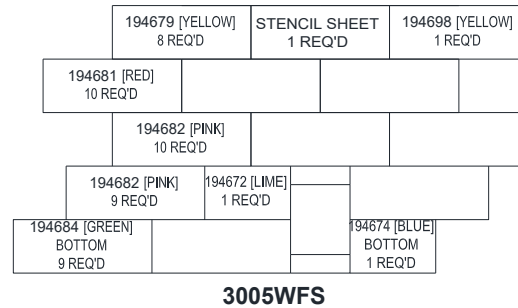 194679 [YELLOW]
8 REQ'D
STENCIL SHEET
1 REQ'D
194698 [YELLOW]
1 REQ'D
194681 [RED]
10 REQ'D
194682 [PINK]
10 REQ'D
194682 [PINK]
9 REQ'D
194672 [LIME]
1 REQ'D
194684 [GREEN]
BOTTOM
9 REQ'D
194674 [BLUE]
BOTTOM
1 REQ'D
3005WFS